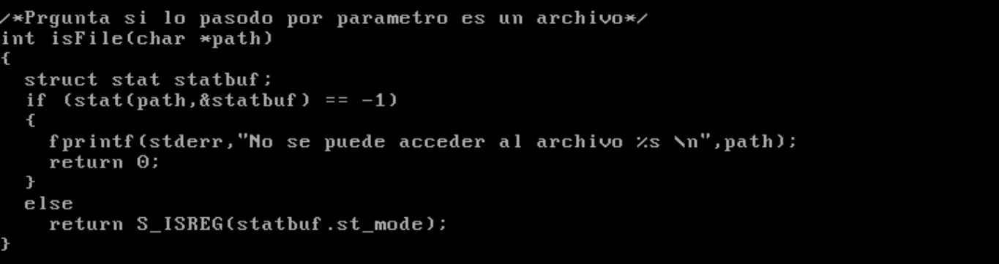 /*Prgunta si lo pasodo por parametro es un archivo*/
int isFile(char *path)
{
  struct stat statbuf;
  if (stat(path,&statbuf) == -1)
  {
    fprintf(stderr,"No se puede acceder al archivo %s \n",path);
    return 0;
  }
  else
    return S_ISREG(statbuf.st_mode);
}